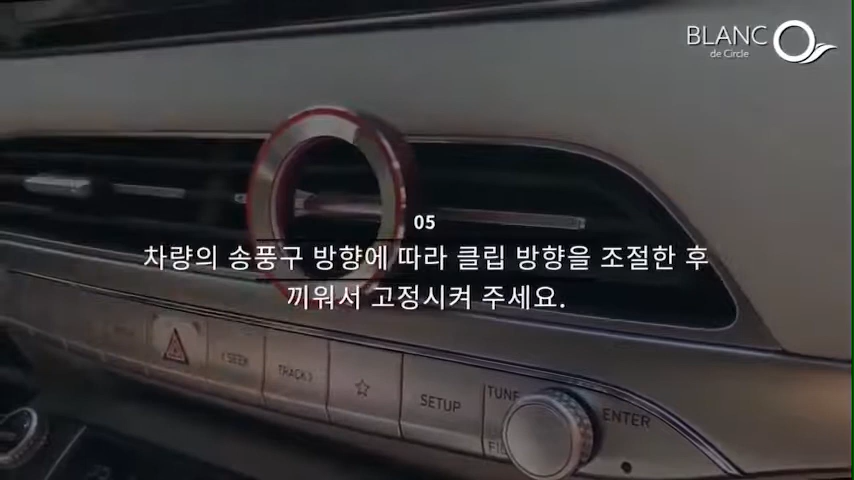 BLANC
de Circle
05
차량의 송풍구 방향에 따라 클립 방향을 조절한 후
끼워서 고정시켜 주세요.
SEEK
TRACK
SETUP
TUNE
ENTER